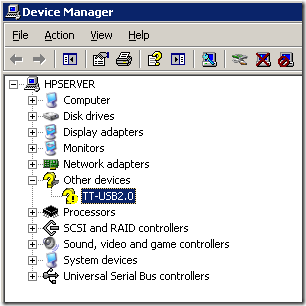 Device Manager
File Action View Help
HPSERVER
Computer
Disk drives
Display adapters
Monitors
Network adapters
Other devices
TT-USB2.0
Processors
SCSI and RAID controllers
Sound, video and game controllers
System devices
Universal Serial Bus controllers